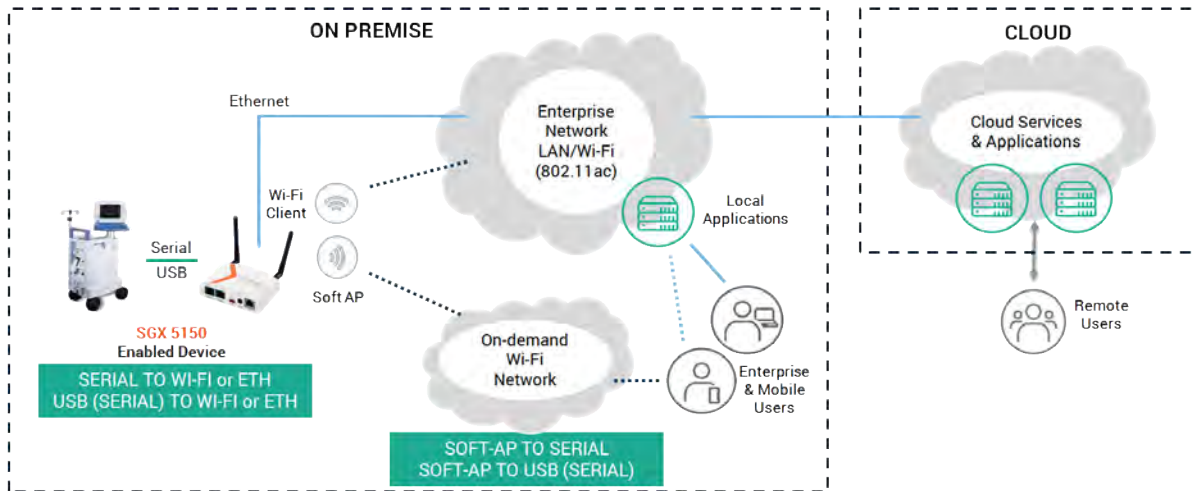 ON PREMISE
CLOUD
Ethernet
Enterprise
Network
LAN/Wi-Fi
(802.11ac)
Cloud Services
& Applications
Wi-Fi
Client
Local
Applications
Serial
USB
Soft AP
SGX 5150
Enabled Device
SERIAL TO WI-FI or ETH
USB (SERIAL) TO WI-FI or ETH
On-demand
Wi-Fi
Network
Enterprise
& Mobile
Users
Remote
Users
SOFT-AP TO SERIAL
SOFT-AP TO USB (SERIAL)